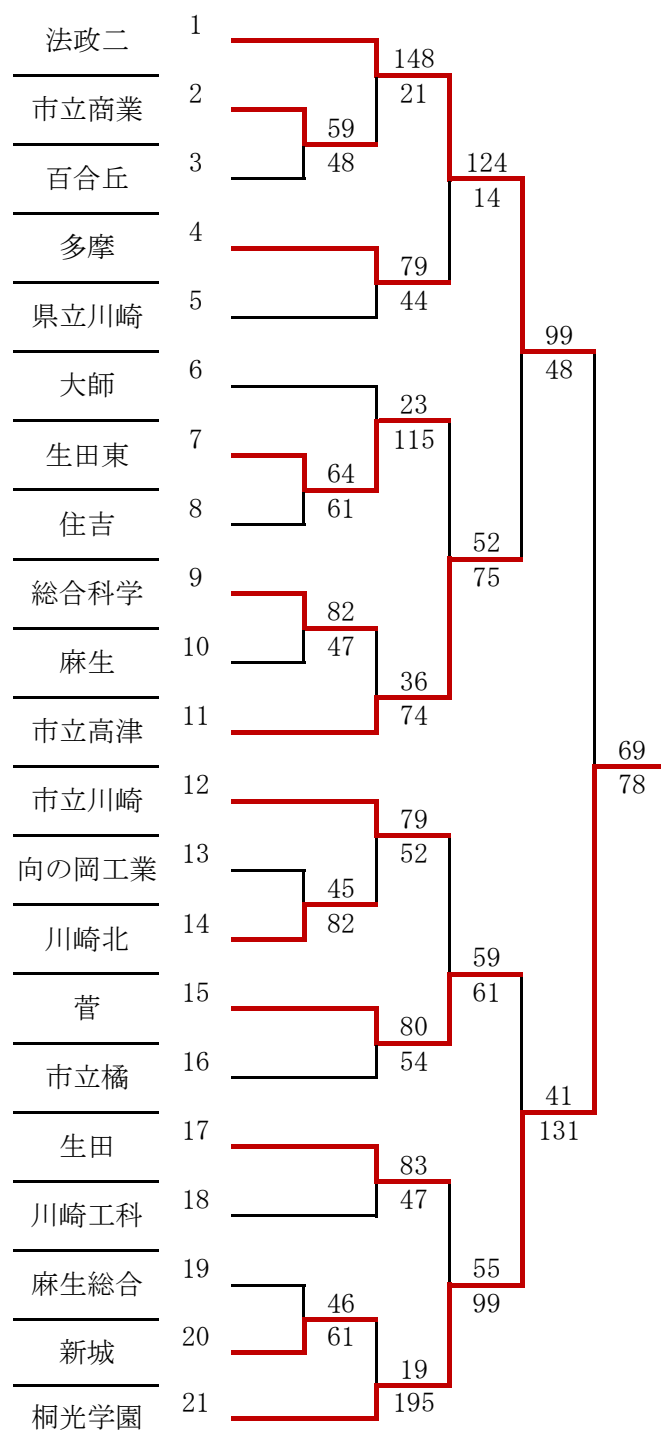 法政二 1
148
市立商業 2
21
59
百合丘 3
48
124
14
多摩 4
79
県立川崎 5
44
99
大師 6
48
23
生田東 7
115
64
住吉 8
61
52
総合科学 9
75
82
麻生 10
47
36
市立高津 11
74
69
市立川崎 12
78
79
向の岡工業 13
52
45
川崎北 14
82
59
菅 15
61
80
市立橘 16
54
41
生田 17
131
83
川崎工科 18
47
麻生総合 19
55
46
99
新城 20
61
19
桐光学園 21
195